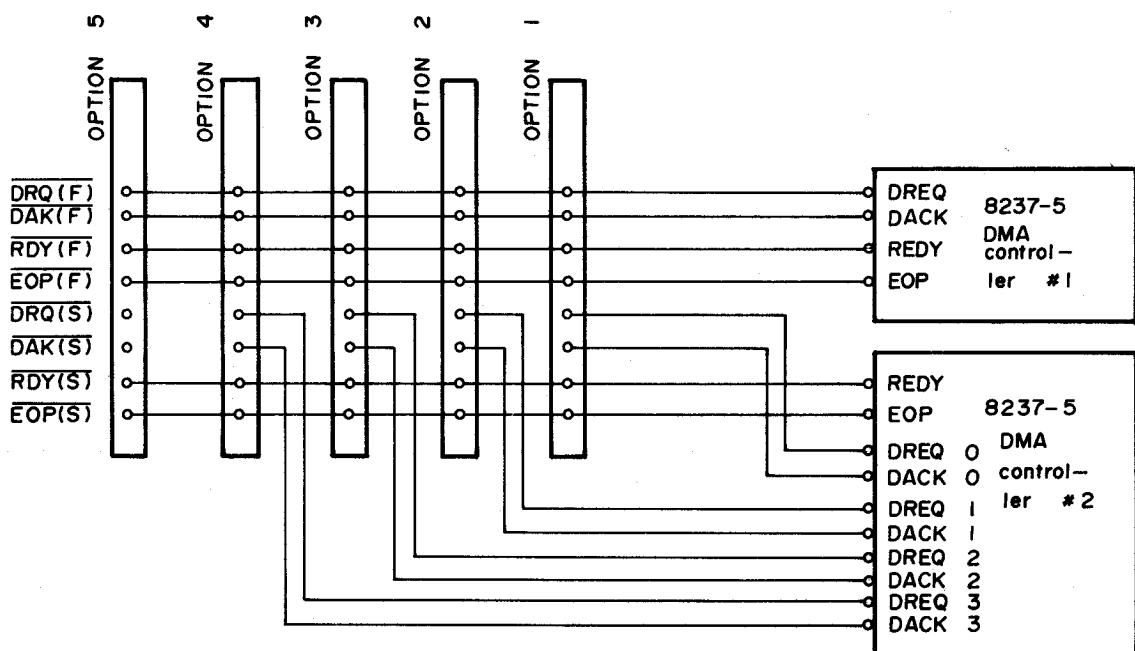 OPTION 5
OPTION 4
OPTION 3
OPTION 2
OPTION 1
DRQ(F)
DAK(F)
RDY(F)
EOP(F)
DRQ(S)
DAK(S)
RDY(S)
EOP(S)
DREQ
DACK
REDY
EOP
8237-5
DMA
control-
ler #1
REDY
EOP
DREQ 0
DACK 0
DREQ 1
DACK 1
DREQ 2
DACK 2
DREQ 3
DACK 3
8237-5
DMA
control-
ler #2